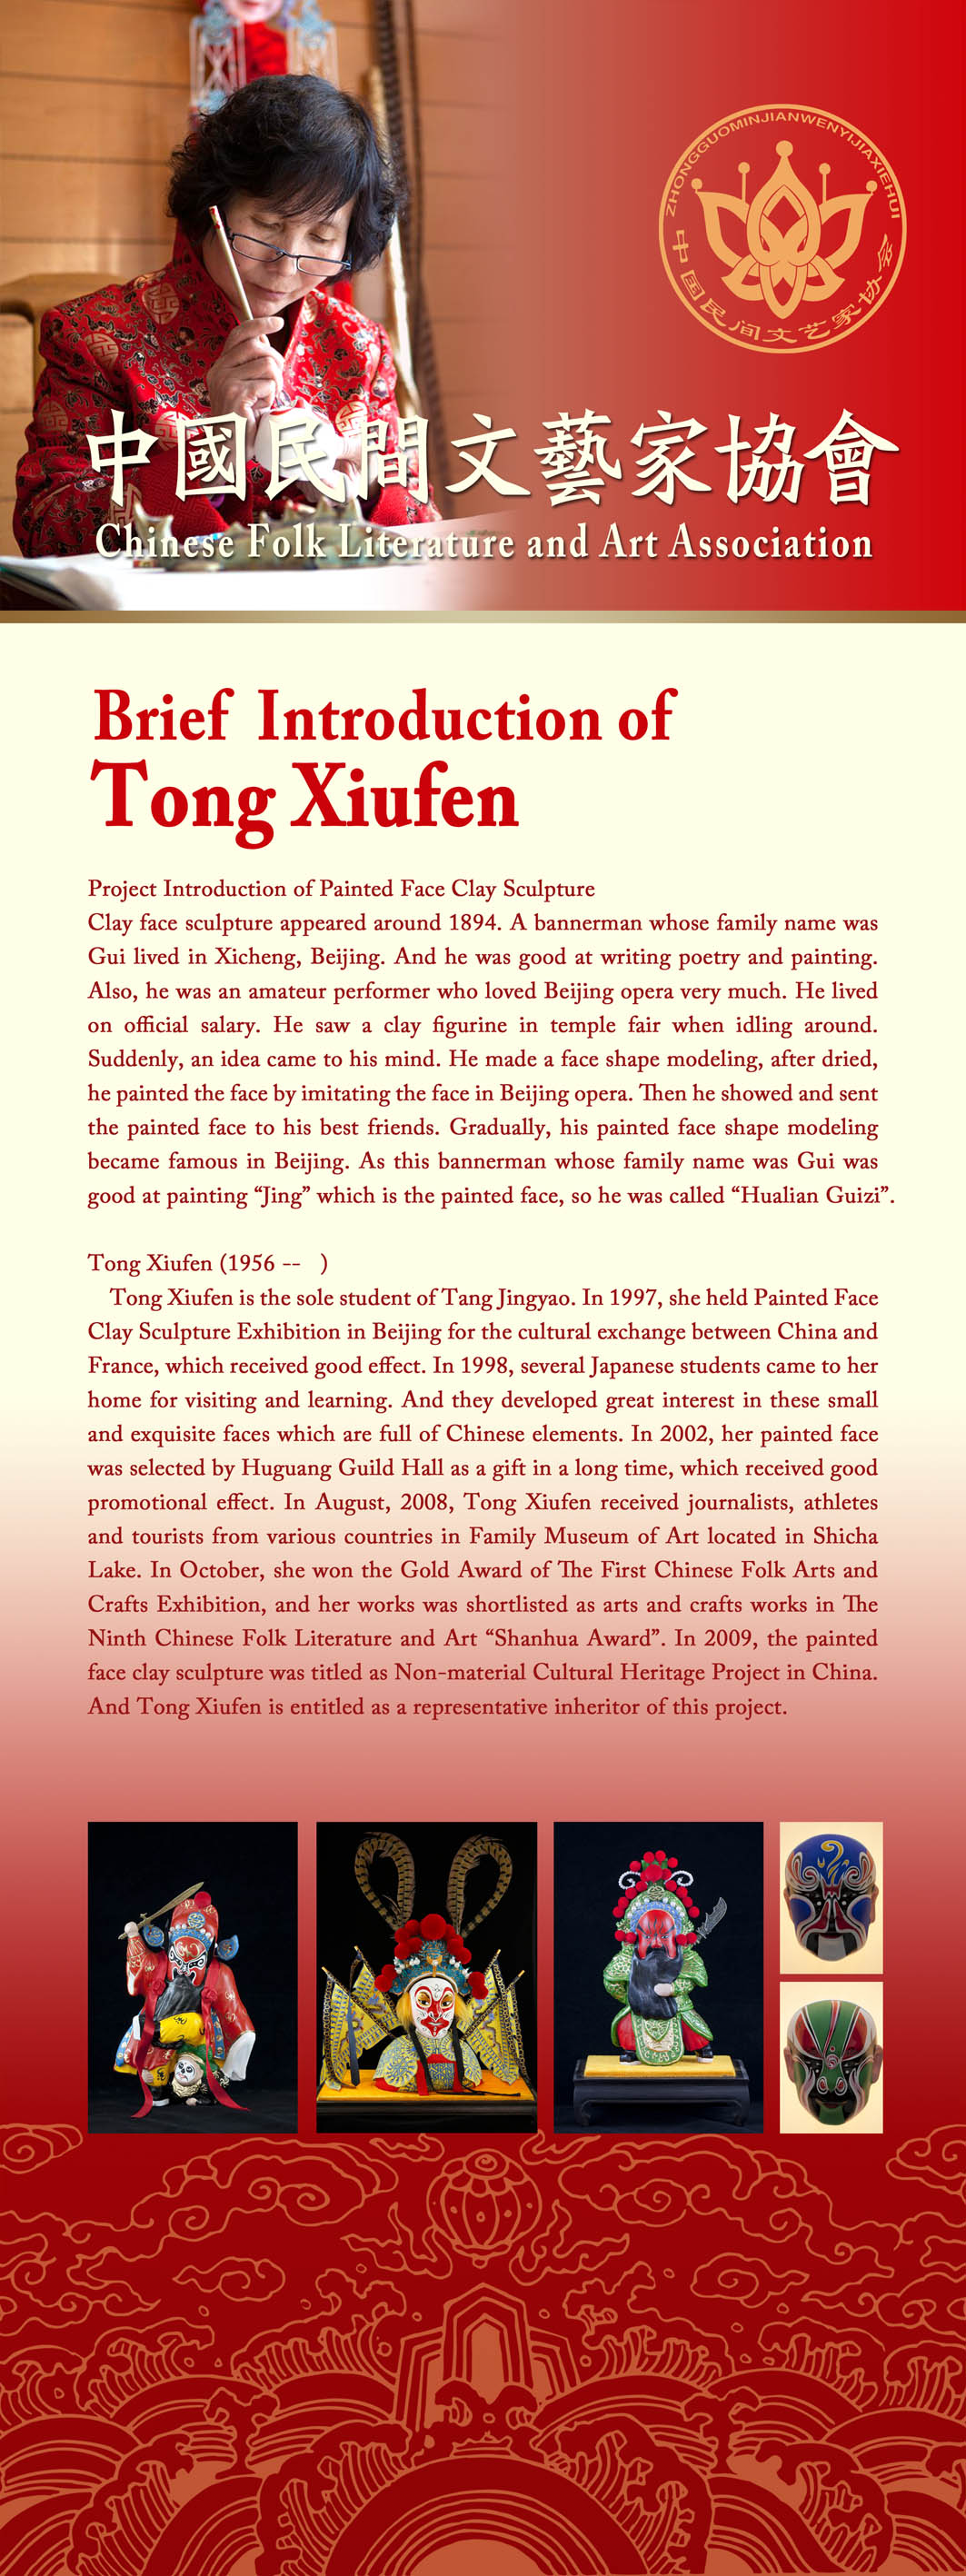 ZHONGGUOMINJIANWENYIJIAXIEHUI
中国民间文艺家协会
中國民間文藝家協會
Chinese Folk Literature and Art Association
Brief Introduction of
Tong Xiufen
Project Introduction of Painted Face Clay Sculpture
Clay face sculpture appeared around 1894. A bannerman whose family name was
Gui lived in Xicheng, Beijing. And he was good at writing poetry and painting.
Also, he was an amateur performer who loved Beijing opera very much. He lived
on official salary. He saw a clay figurine in temple fair when idling around.
Suddenly, an idea came to his mind. He made a face shape modeling, after dried,
he painted the face by imitating the face in Beijing opera. Then he showed and sent
the painted face to his best friends. Gradually, his painted face shape modeling
became famous in Beijing. As this bannerman whose family name was Gui was
good at painting “Jing” which is the painted face, so he was called “Hualian Guizi”.
Tong Xiufen (1956 --   )
Tong Xiufen is the sole student of Tang Jingyao. In 1997, she held Painted Face
Clay Sculpture Exhibition in Beijing for the cultural exchange between China and
France, which received good effect. In 1998, several Japanese students came to her
home for visiting and learning. And they developed great interest in these small
and exquisite faces which are full of Chinese elements. In 2002, her painted face
was selected by Huguang Guild Hall as a gift in a long time, which received good
promotional effect. In August, 2008, Tong Xiufen received journalists, athletes
and tourists from various countries in Family Museum of Art located in Shicha
Lake. In October, she won the Gold Award of The First Chinese Folk Arts and
Crafts Exhibition, and her works was shortlisted as arts and crafts works in The
Ninth Chinese Folk Literature and Art “Shanhua Award”. In 2009, the painted
face clay sculpture was titled as Non-material Cultural Heritage Project in China.
And Tong Xiufen is entitled as a representative inheritor of this project.